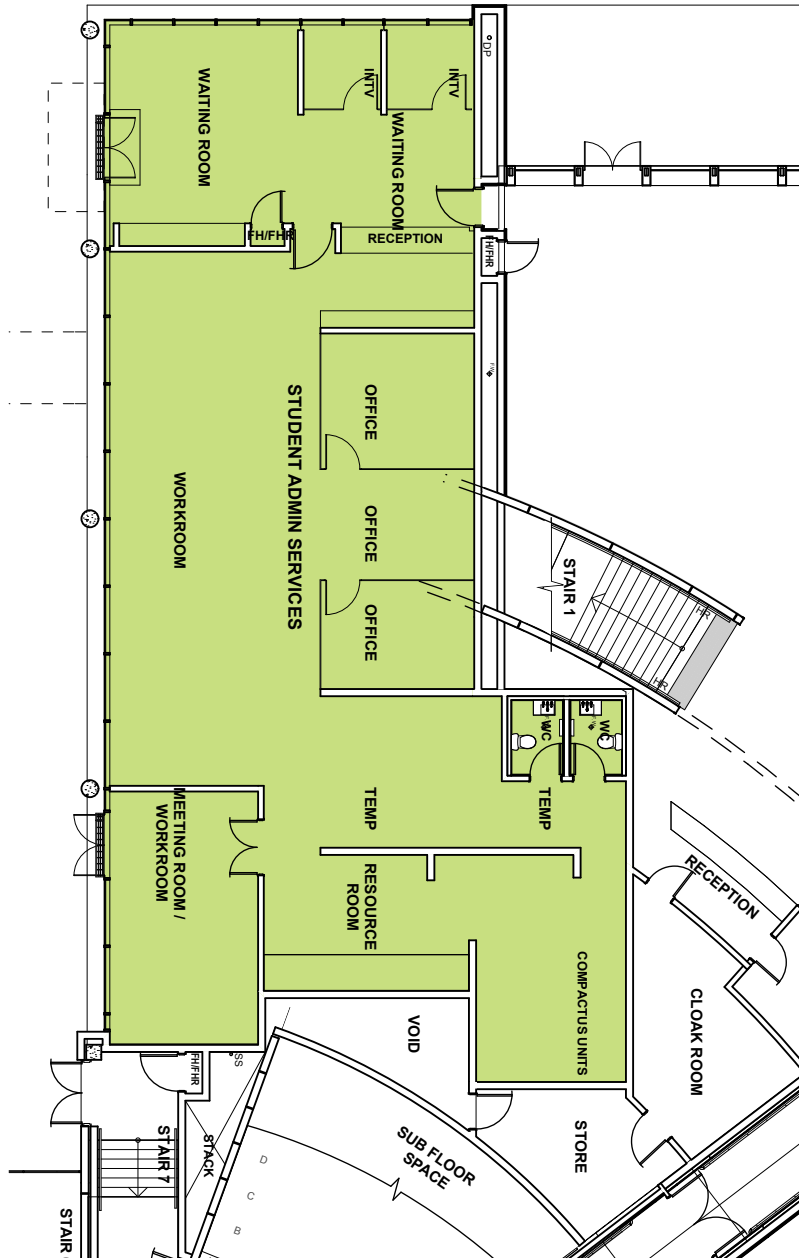 DP
WAITING ROOM
INTV
INTV
WAITING ROOM
FH/FHR
RECEPTION
FH/FHR
STUDENT ADMIN SERVICES
OFFICE
WORKROOM
OFFICE
STAIR 1
HR
OFFICE
HR
WC
WC
MEETING ROOM /
WORKROOM
TEMP
TEMP
RESOURCE
ROOM
RECEPTION
COMPACTUS UNITS
CLOAK ROOM
VOID
SS
FH/FHR
STAIR 7
STACK
SUB FLOOR
SPACE
STORE
D
C
B
STAIR